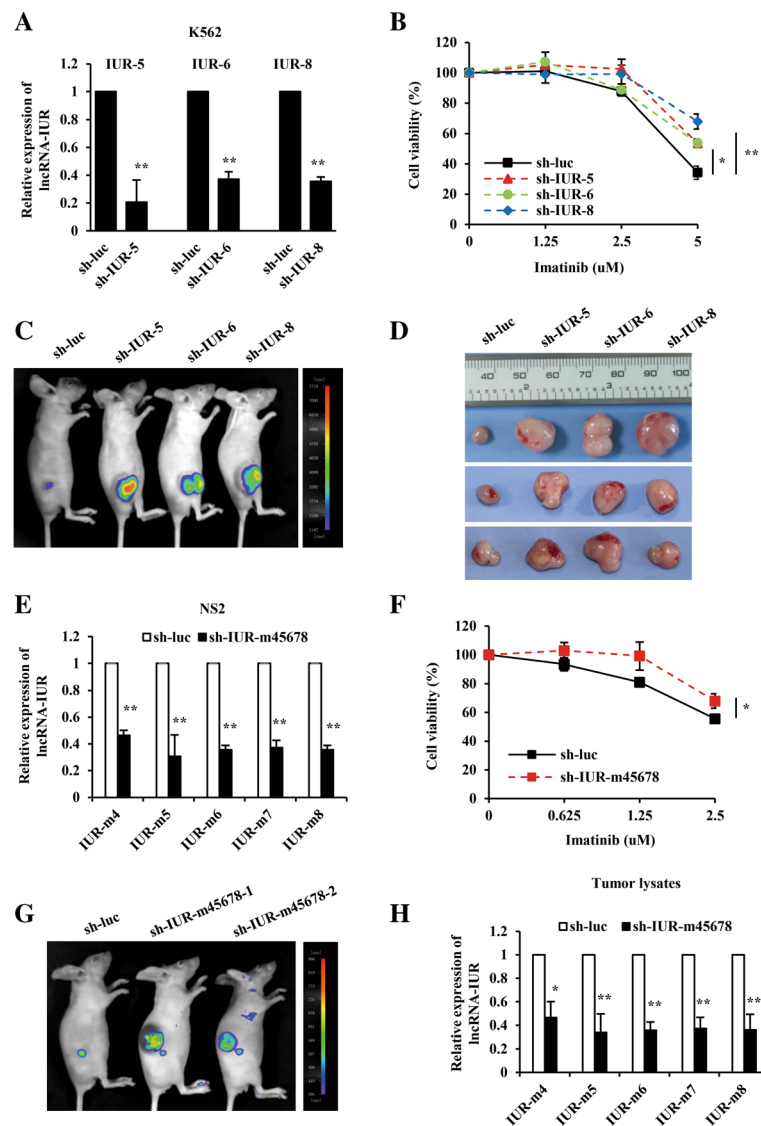 A
K562
IUR-5
IUR-6
IUR-8
Relative expression of
lncRNA-IUR
1.2
1
0.8
0.6
0.4
0.2
0
**
**
**
sh-luc
sh-IUR-5
sh-luc
sh-IUR-6
sh-luc
sh-IUR-8
B
Cell viability (%)
120
100
80
60
40
20
0
sh-luc
sh-IUR-5
sh-IUR-6
sh-IUR-8
*
**
0
1.25
2.5
5
Imatinib (uM)
C
sh-luc
sh-IUR-5
sh-IUR-6
sh-IUR-8
D
sh-luc
sh-IUR-5
sh-IUR-6
sh-IUR-8
40 50 60 70 80 90 100
2 3
E
NS2
sh-luc
sh-IUR-m45678
Relative expression of
lncRNA-IUR
1.2
1
0.8
0.6
0.4
0.2
0
**
**
**
**
**
IUR-m4
IUR-m5
IUR-m6
IUR-m7
IUR-m8
F
Cell viability (%)
120
100
80
60
40
20
0
sh-luc
sh-IUR-m45678
*
0
0.625
1.25
2.5
Imatinib (uM)
G
sh-luc
sh-IUR-m45678-1
sh-IUR-m45678-2
Tumor lysates
H
sh-luc
sh-IUR-m45678
Relative expression of
lncRNA-IUR
1.2
1
0.8
0.6
0.4
0.2
0
*
**
**
**
**
IUR-m4
IUR-m5
IUR-m6
IUR-m7
IUR-m8